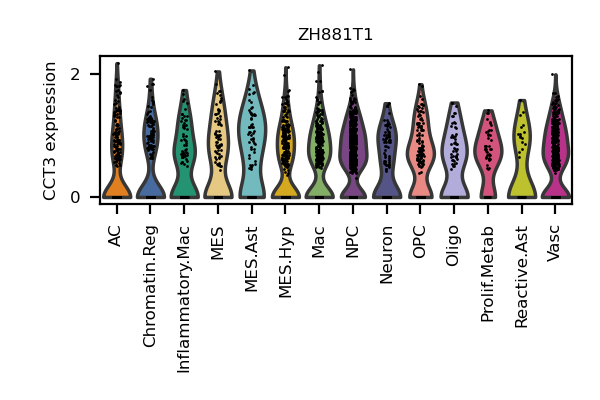 ZH881T1
CCT3 expression
2
0
AC
Chromatin.Reg
Inflammatory.Mac
MES
MES.Ast
MES.Hyp
Mac
NPC
Neuron
OPC
Oligo
Prolif.Metab
Reactive.Ast
Vasc